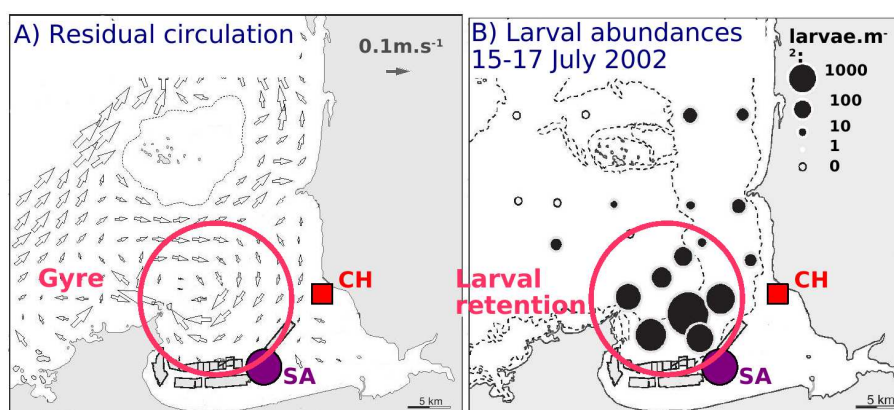 A) Residual circulation
0.1m.s-1
Gyre
CH
SA
5 km
B) Larval abundances
15-17 July 2002
larvae.m-
2:
1000
100
10
1
0
Larval
retention
CH
SA
5 km